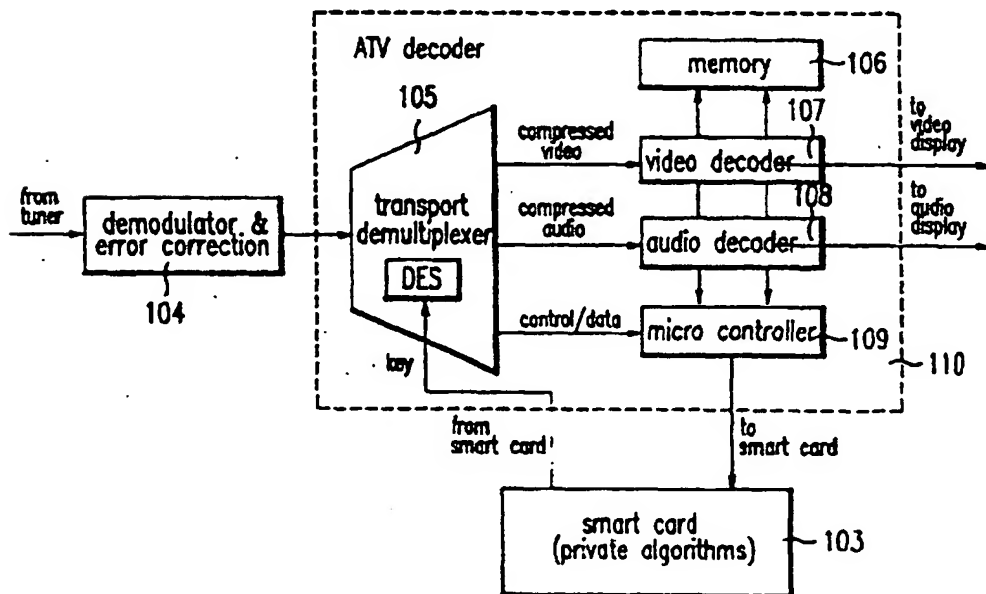 ATV decoder
memory
106
105
107
to
video
display
compressed
video
video decoder
from
tuner
demodulator &
error correction
104
transport
demultiplexer
compressed
audio
108
audio decoder
to
audio
display
DES
control/data
micro controller
109
110
key
from
smart card
to
smart card
smart card
(private algorithms)
103